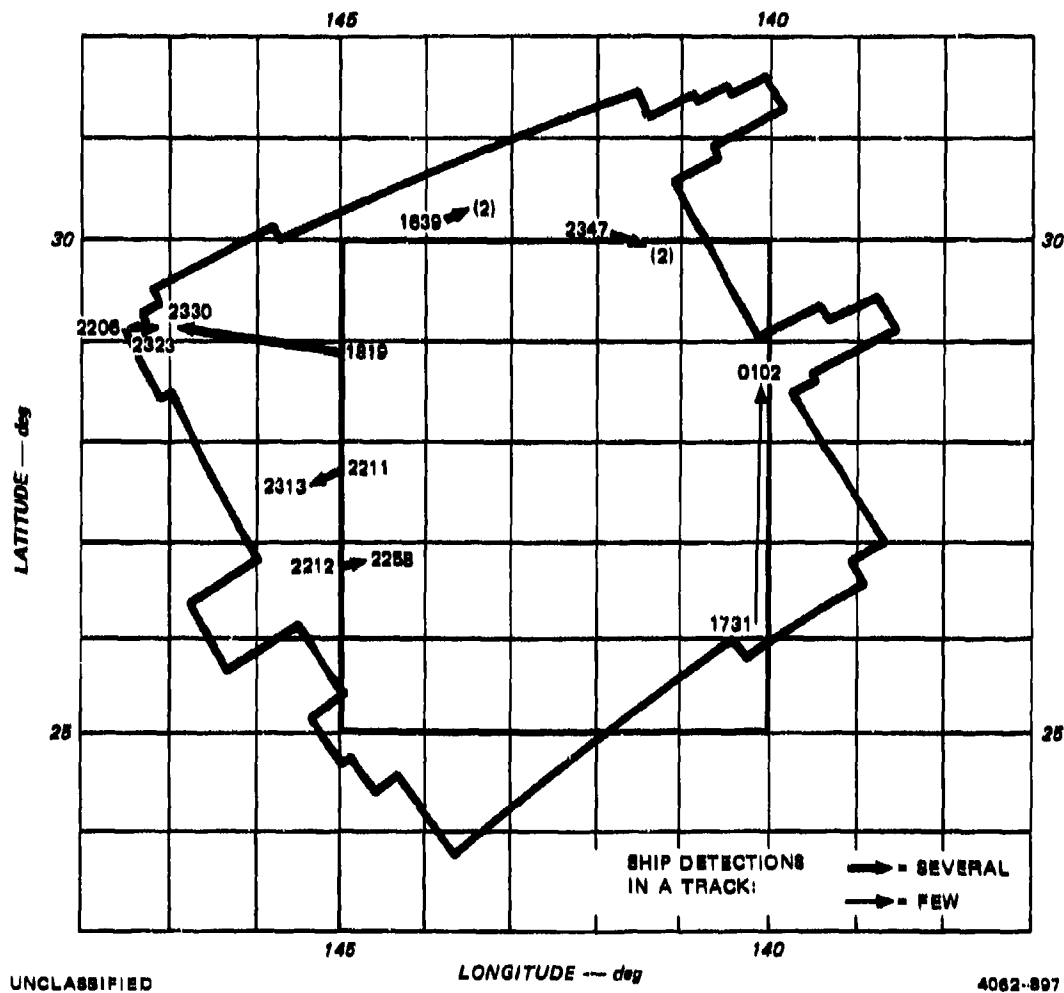 145 140
1639 (2)
30 2347 30
(2)
2330
2206
2323 1819
0102
2211
2313
2212 2258
1731
25 25
LATITUDE — deg
SHIP DETECTIONS = SEVERAL
IN A TRACK: = FEW
145 140
LONGITUDE — deg
UNCLASSIFIED 4062-897